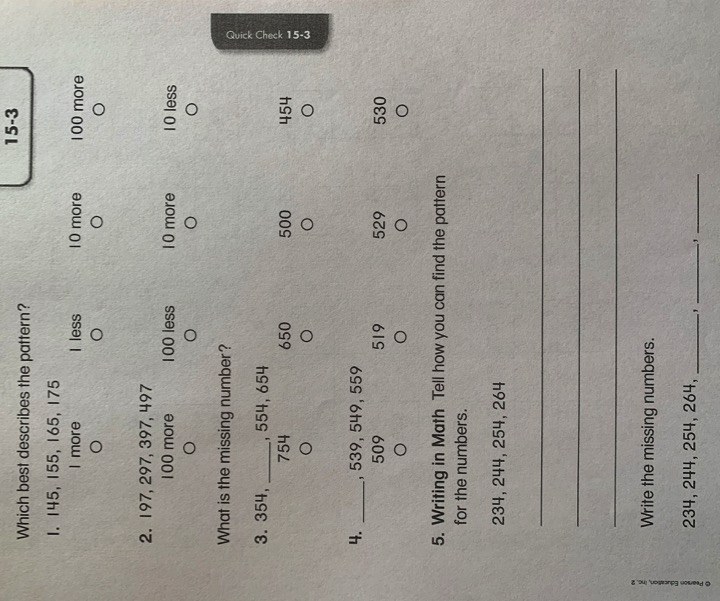 15-3
Which best describes the pattern?
1. 145, 155, 165, 175
1 more 1 less 10 more 100 more
2. 197, 297, 397, 497
100 more 100 less 10 more 10 less
Quick Check 15-3
What is the missing number?
3. 354, ____, 554, 654
754 650 500 454
4. ____, 539, 549, 559
509 519 529 530
5. Writing in Math Tell how you can find the pattern
for the numbers.
234, 244, 254, 264
Write the missing numbers.
234, 244, 254, 264, ____, ____, ____
© Pearson Education, Inc. 2